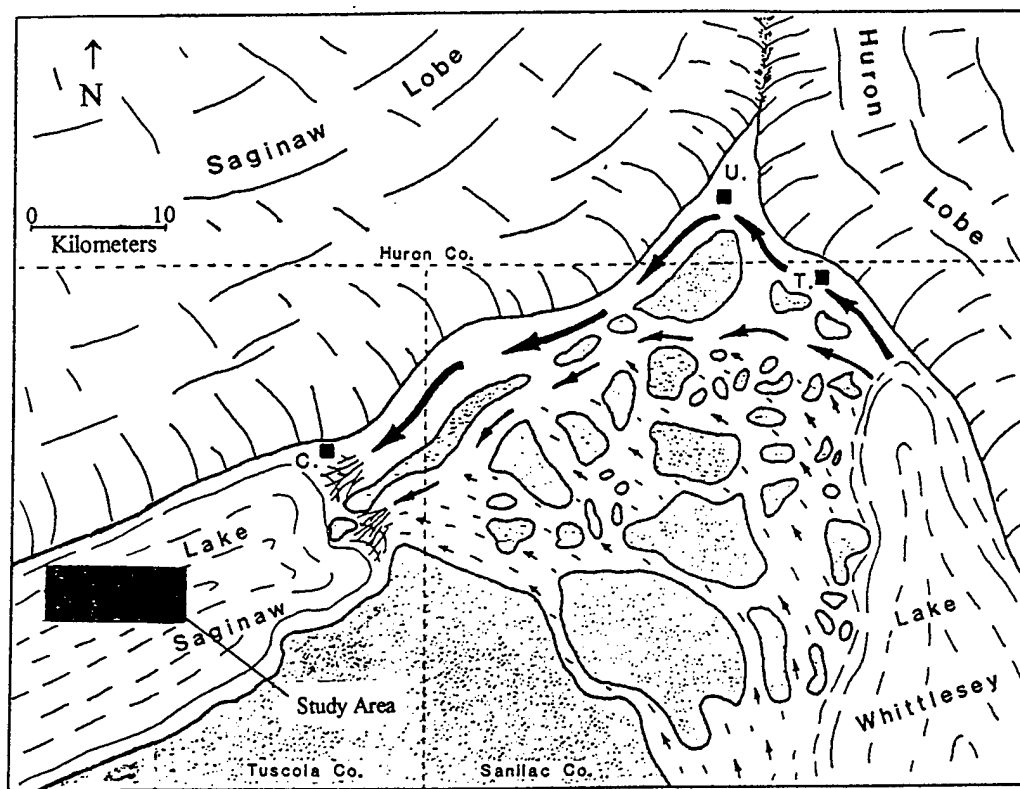 N
Saginaw Lobe
Huron Lobe
0 10
Kilometers
U.
Huron Co.
T.
C.
Lake Saginaw
Lake Whittlesey
Study Area
Tuscola Co.
Sanilac Co.